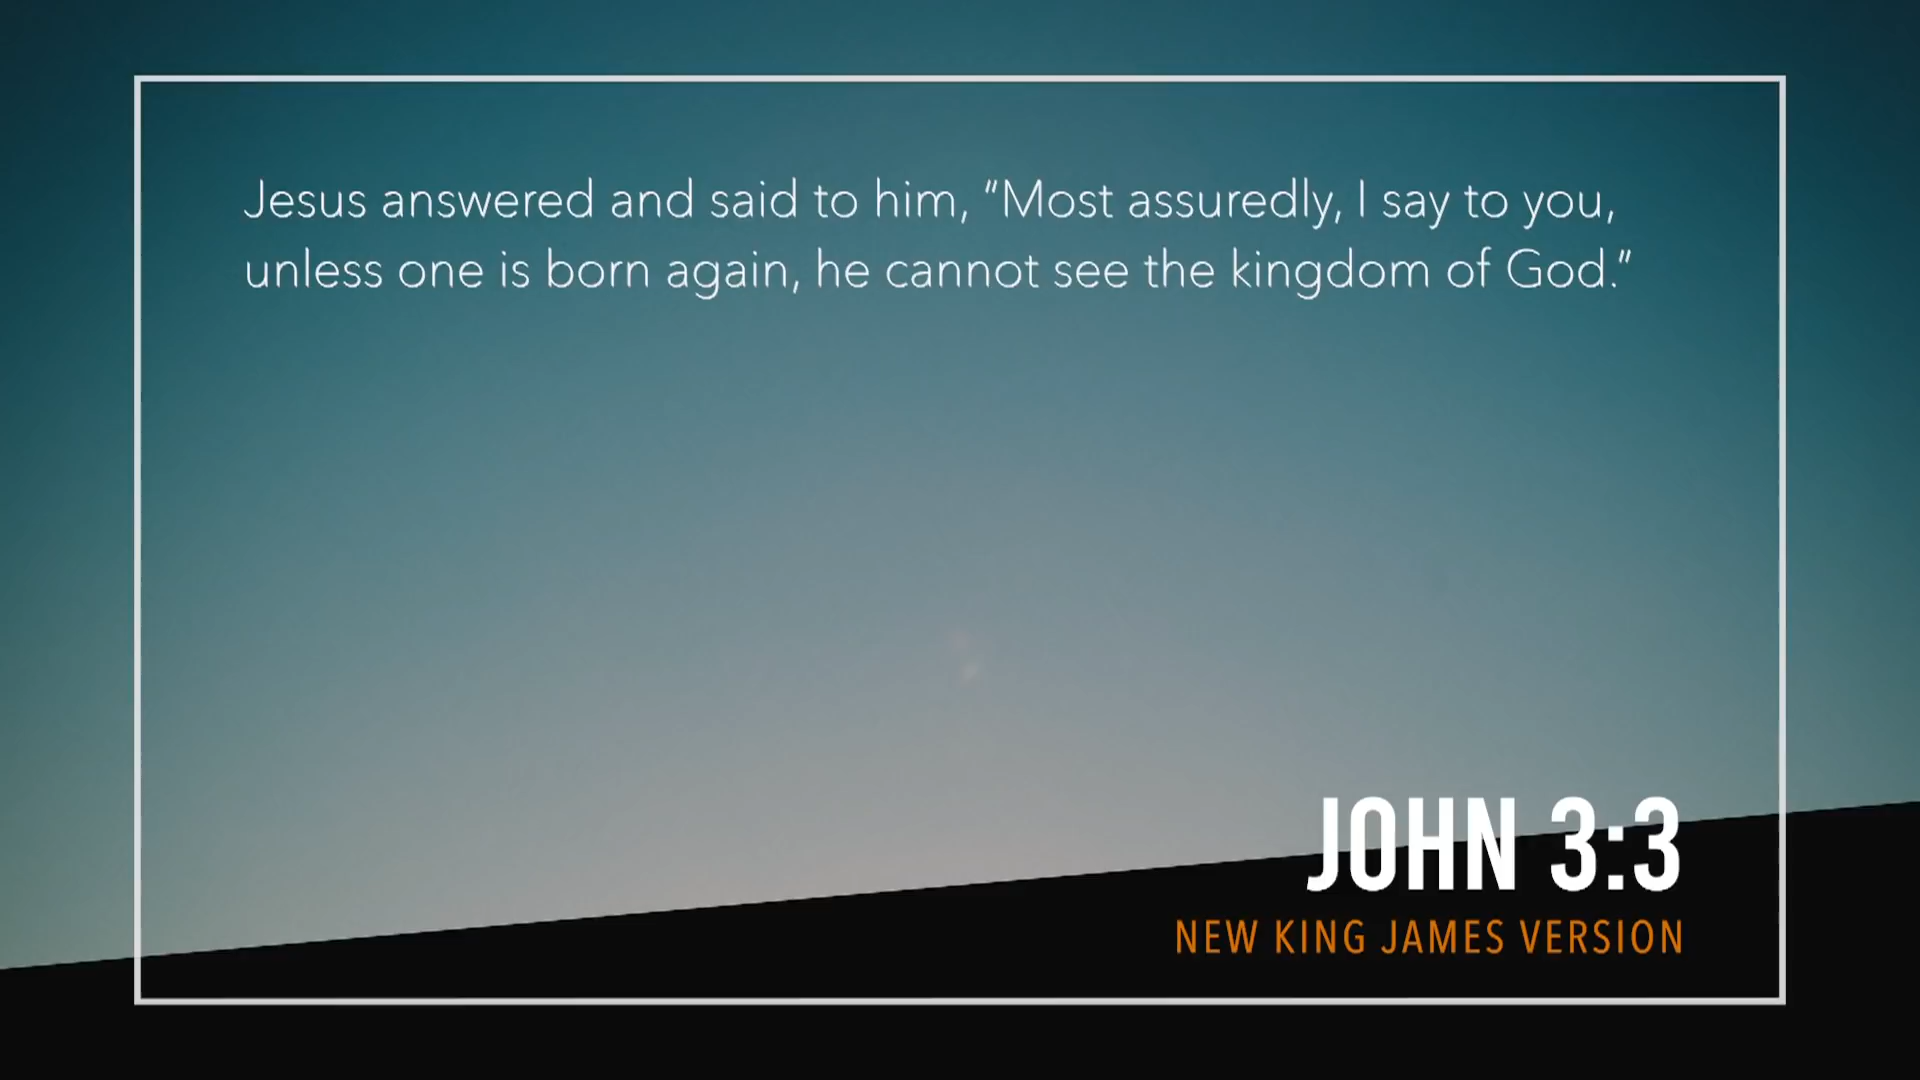 Jesus answered and said to him, “Most assuredly, I say to you,
unless one is born again, he cannot see the kingdom of God.”
JOHN 3:3
NEW KING JAMES VERSION